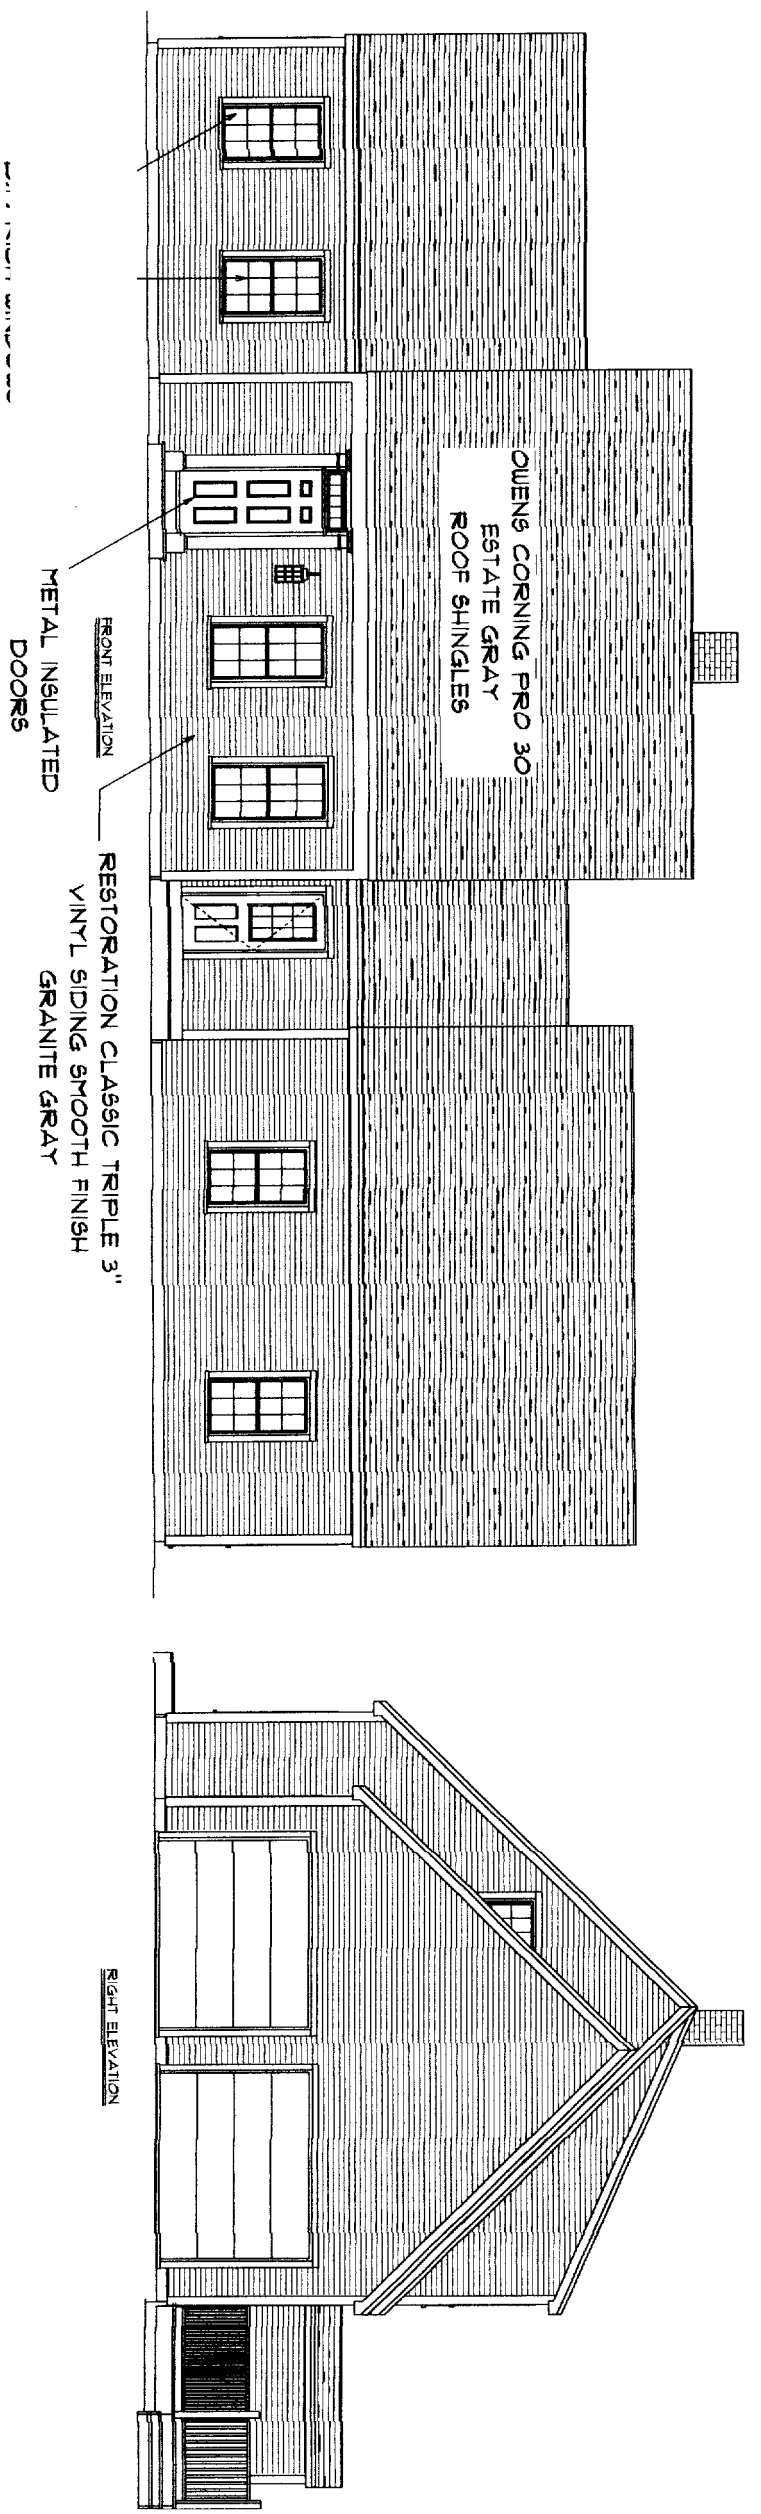 OWENS CORNING PRO 30
ESTATE GRAY
ROOF SHINGLES
FRONT ELEVATION
METAL INSULATED
DOORS
RESTORATION CLASSIC TRIPLE 3"
VINYL SIDING SMOOTH FINISH
GRANITE GRAY
RIGHT ELEVATION